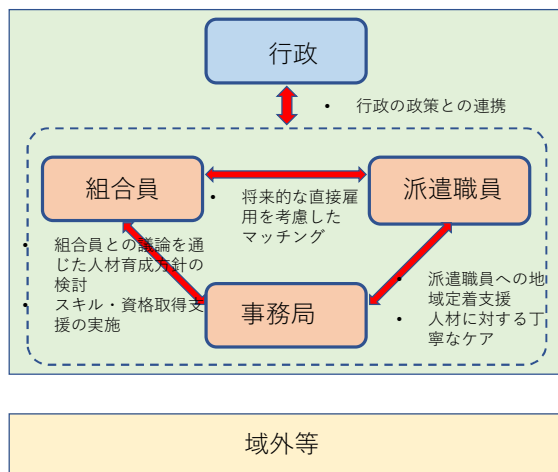 行政
• 行政の政策との連携
組合員
派遣職員
• 将来的な直接雇
用を考慮した
マッチング
• 組合員との議論を通
じた人材育成方針の
検討
• スキル・資格取得支
援の実施
事務局
• 派遣職員への地
域定着支援
• 人材に対する丁
寧なケア
域外等